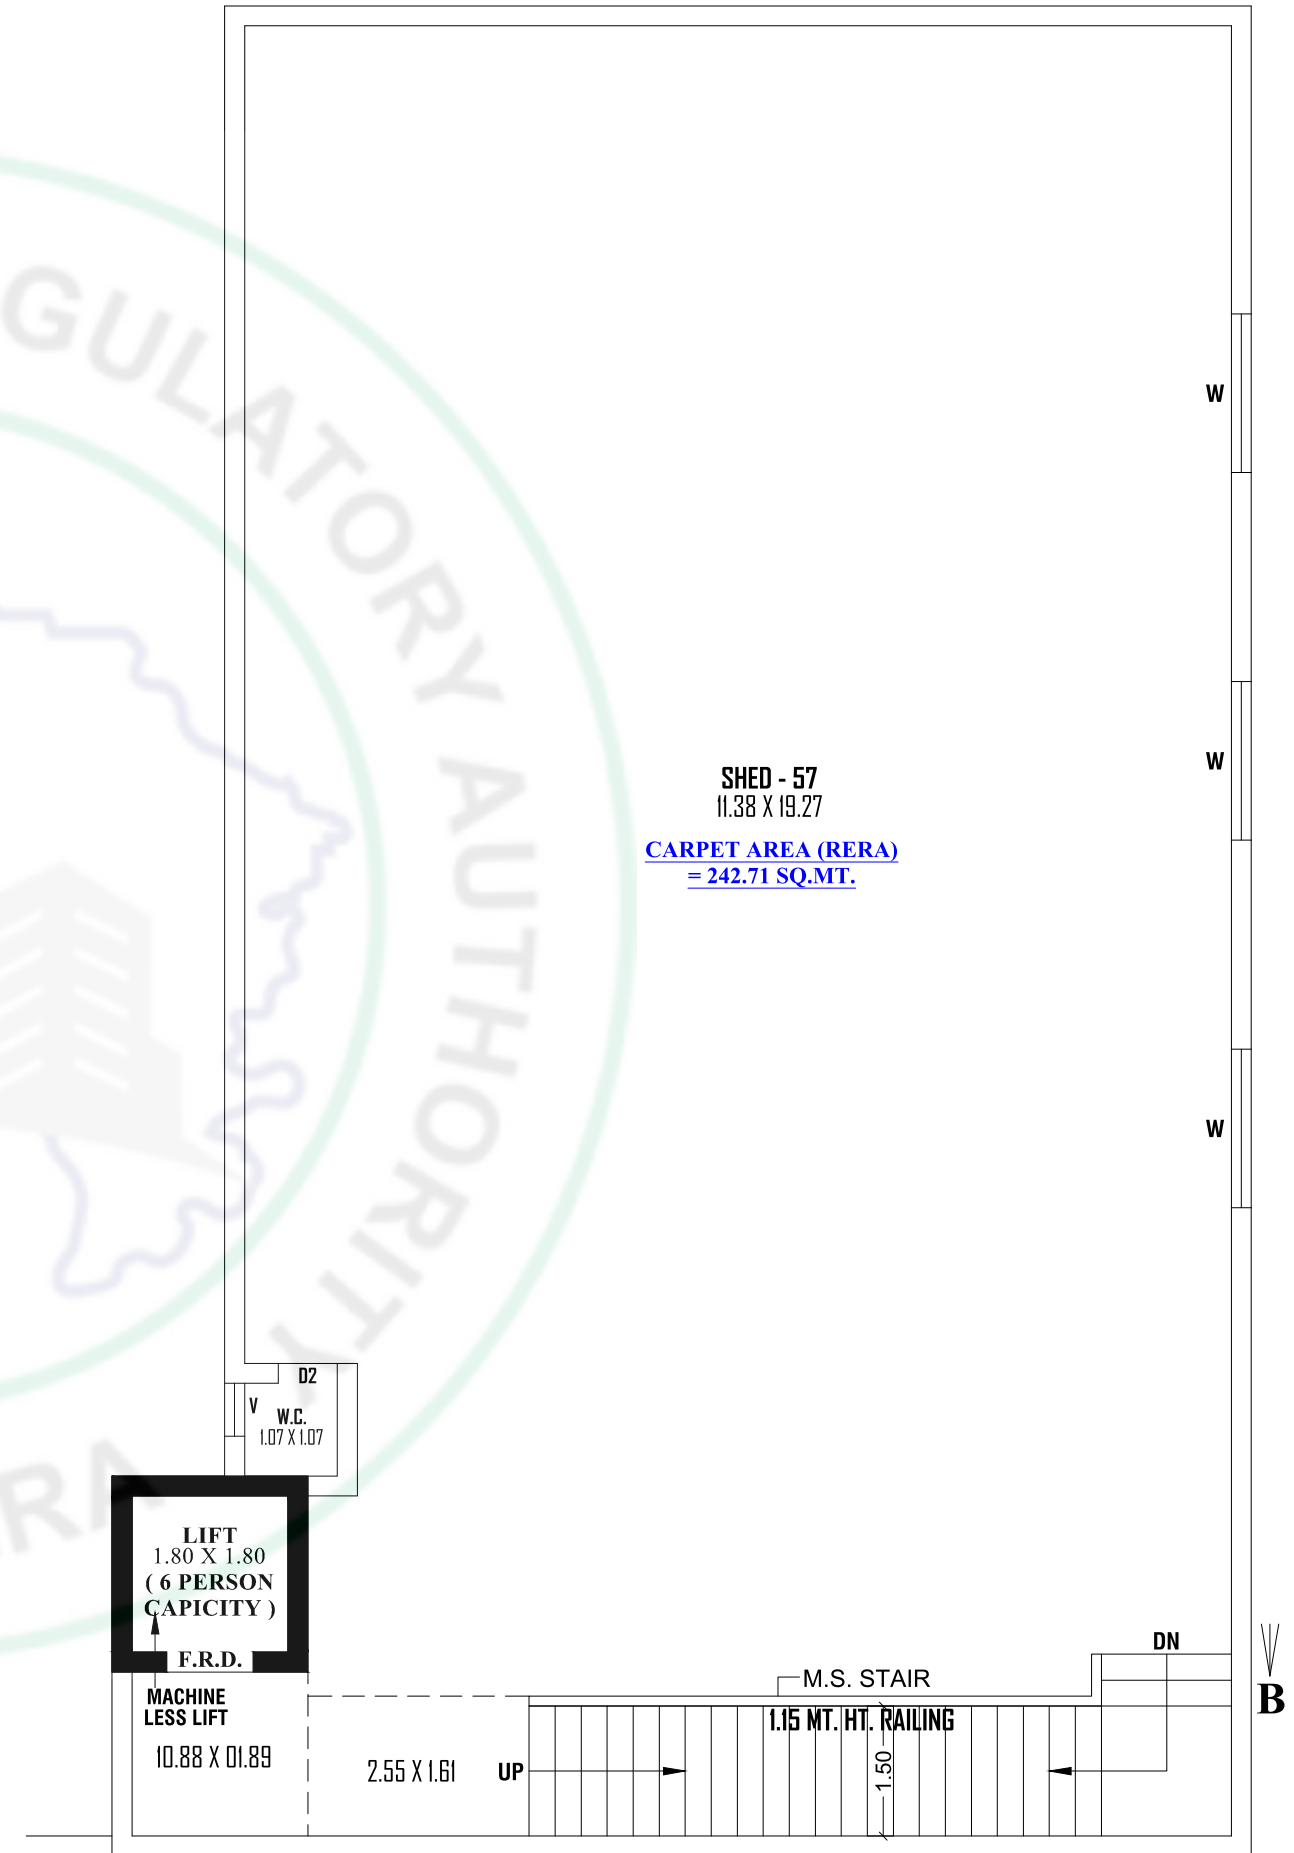 GULATORY AUTHORITY
W
W
SHED - 57
11.38 X 19.27
CARPET AREA (RERA)
= 242.71 SQ.MT.
W
D2
V
W.C.
1.07 X 1.07
RA
LIFT
1.80 X 1.80
( 6 PERSON
CAPICITY )
F.R.D.
DN
M.S. STAIR
MACHINE
LESS LIFT
B
1.15 MT. HT. RAILING
10.88 X 01.89
2.55 X 1.61
UP
1.50